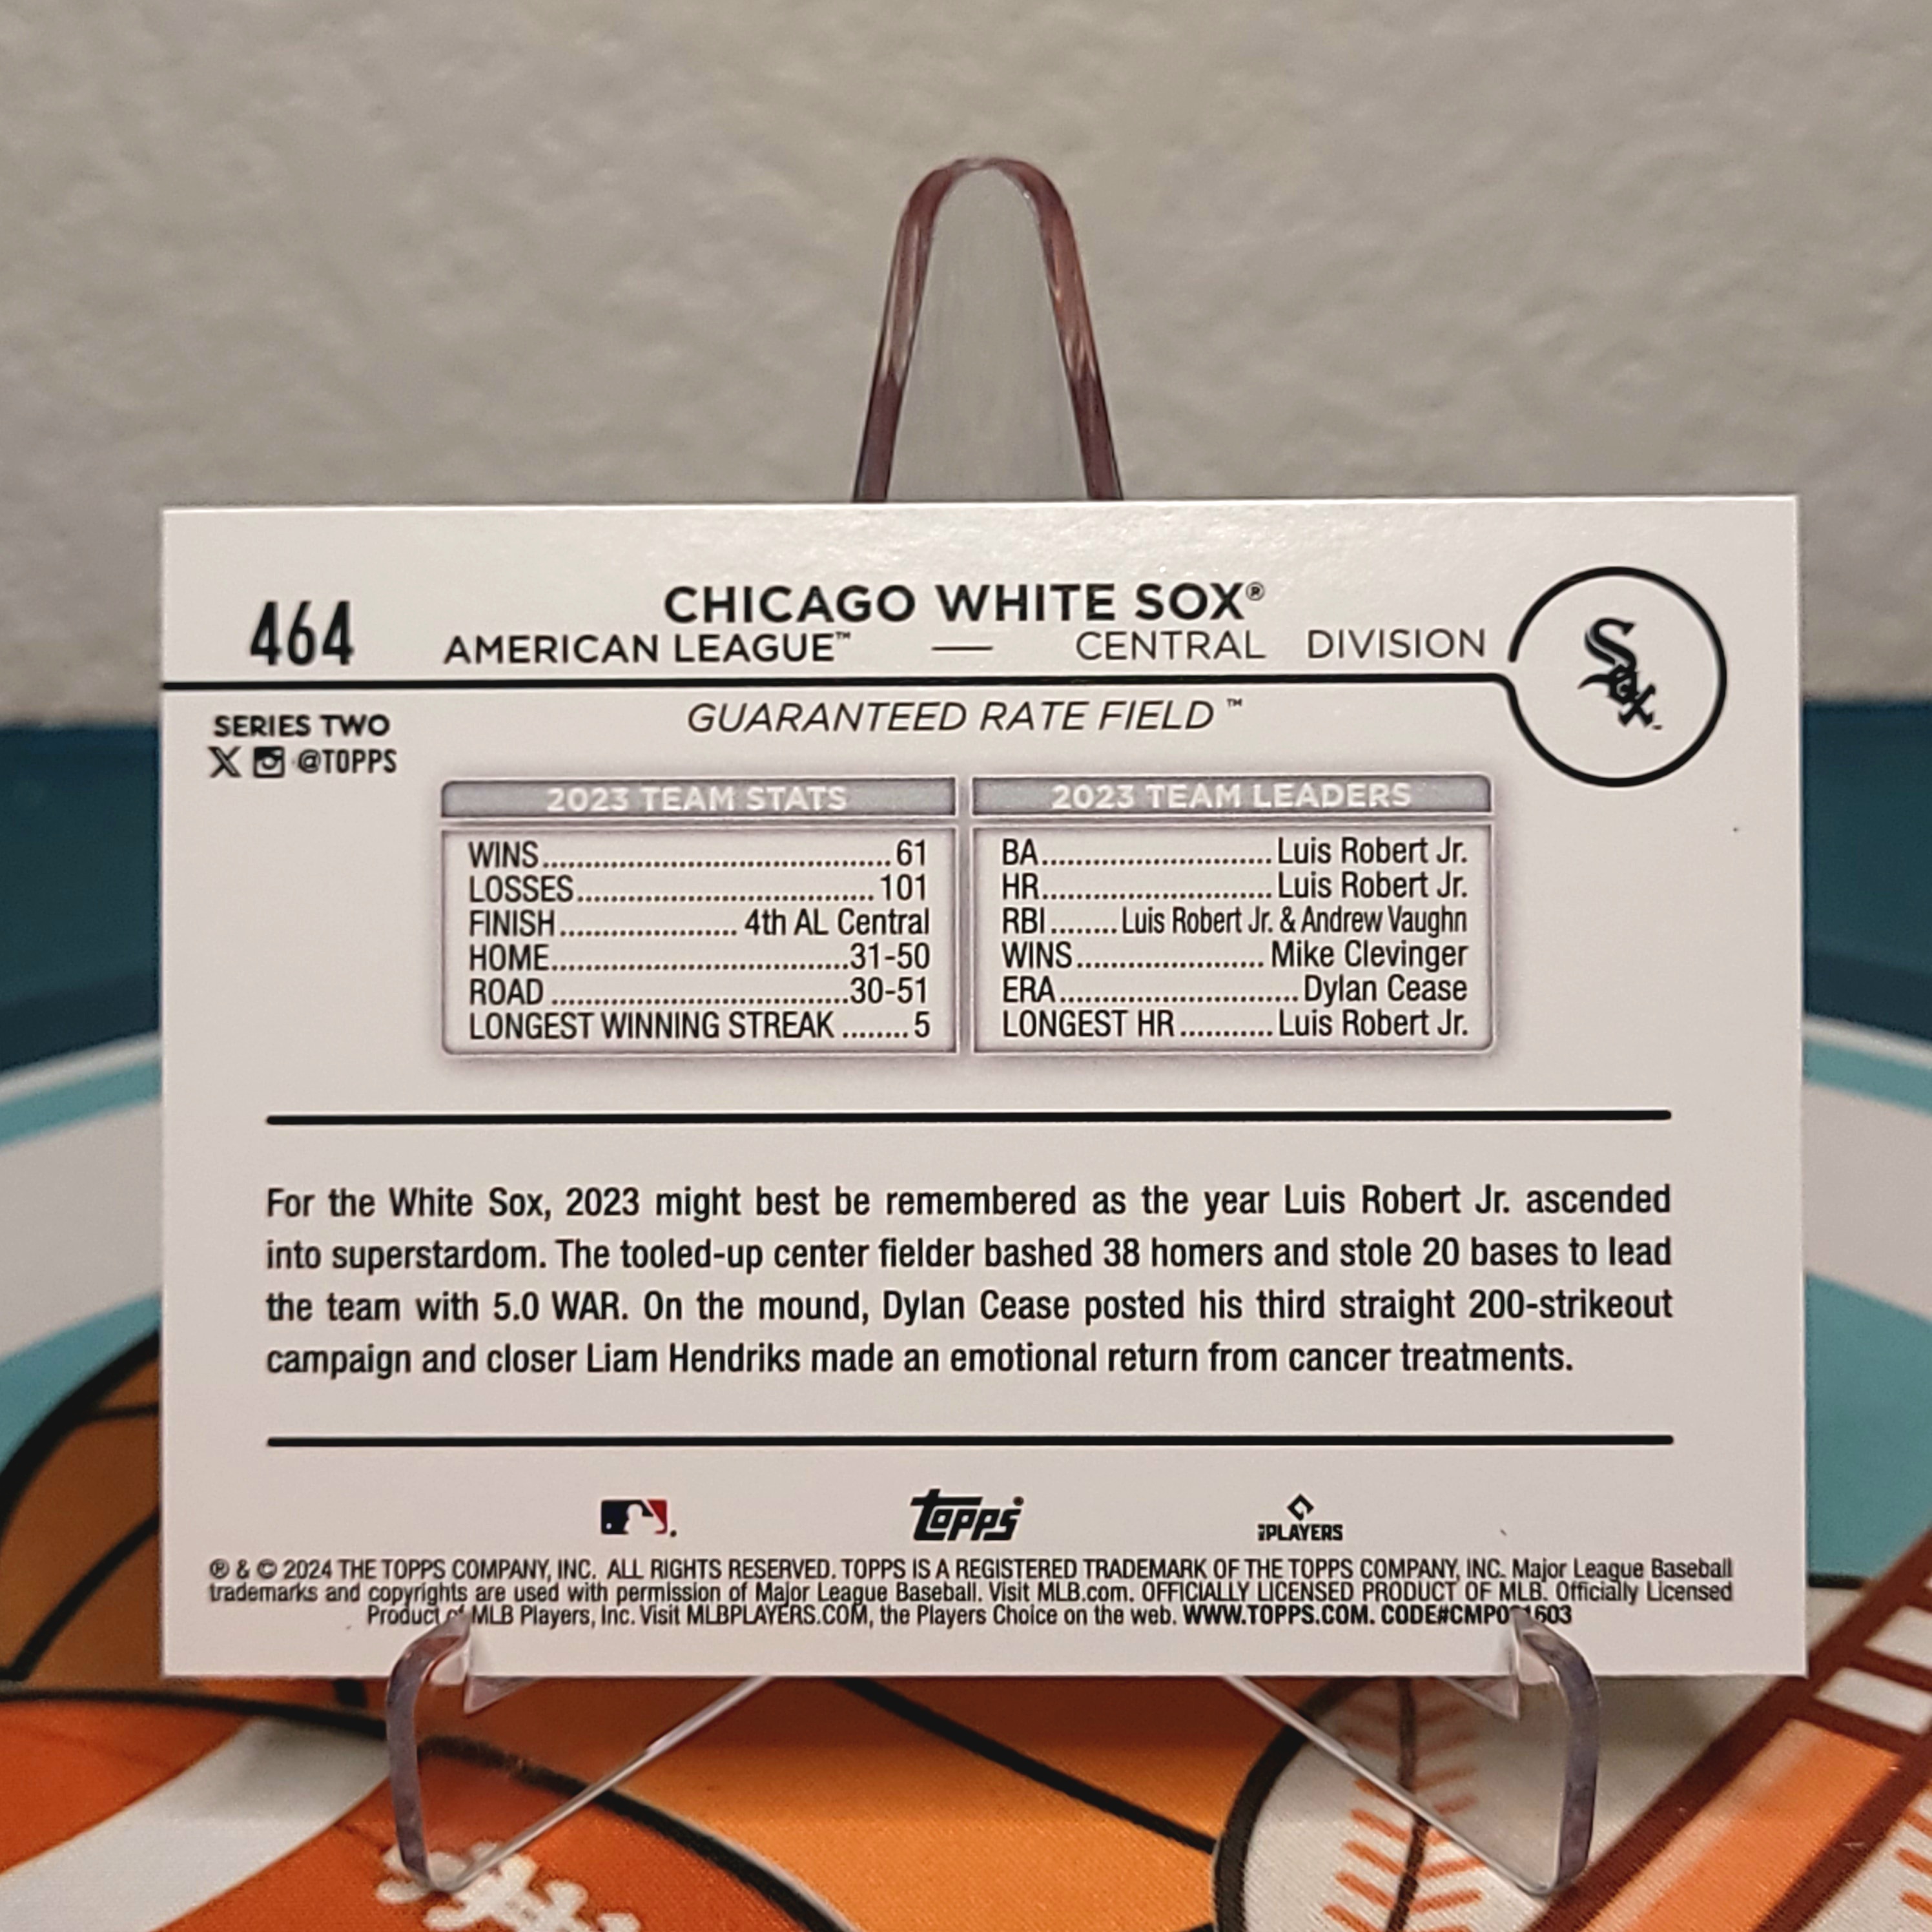 464
CHICAGO WHITE SOX®
AMERICAN LEAGUE™ — CENTRAL DIVISION
Sox
SERIES TWO
@TOPPS
GUARANTEED RATE FIELD™
2023 TEAM STATS
WINS........................................61
LOSSES..................................101
FINISH.....................4th AL Central
HOME..................................31-50
ROAD..................................30-51
LONGEST WINNING STREAK ........5
2023 TEAM LEADERS
BA..........................Luis Robert Jr.
HR..........................Luis Robert Jr.
RBI........Luis Robert Jr. & Andrew Vaughn
WINS.....................Mike Clevinger
ERA...........................Dylan Cease
LONGEST HR...........Luis Robert Jr.
For the White Sox, 2023 might best be remembered as the year Luis Robert Jr. ascended
into superstardom. The tooled-up center fielder bashed 38 homers and stole 20 bases to lead
the team with 5.0 WAR. On the mound, Dylan Cease posted his third straight 200-strikeout
campaign and closer Liam Hendriks made an emotional return from cancer treatments.
Topps®
PLAYERS
® & © 2024 THE TOPPS COMPANY, INC. ALL RIGHTS RESERVED. TOPPS IS A REGISTERED TRADEMARK OF THE TOPPS COMPANY, INC. Major League Baseball
trademarks and copyrights are used with permission of Major League Baseball. Visit MLB.com. OFFICIALLY LICENSED PRODUCT OF MLB. Officially Licensed
Product of MLB Players, Inc. Visit MLBPLAYERS.COM, the Players Choice on the web. WWW.TOPPS.COM.